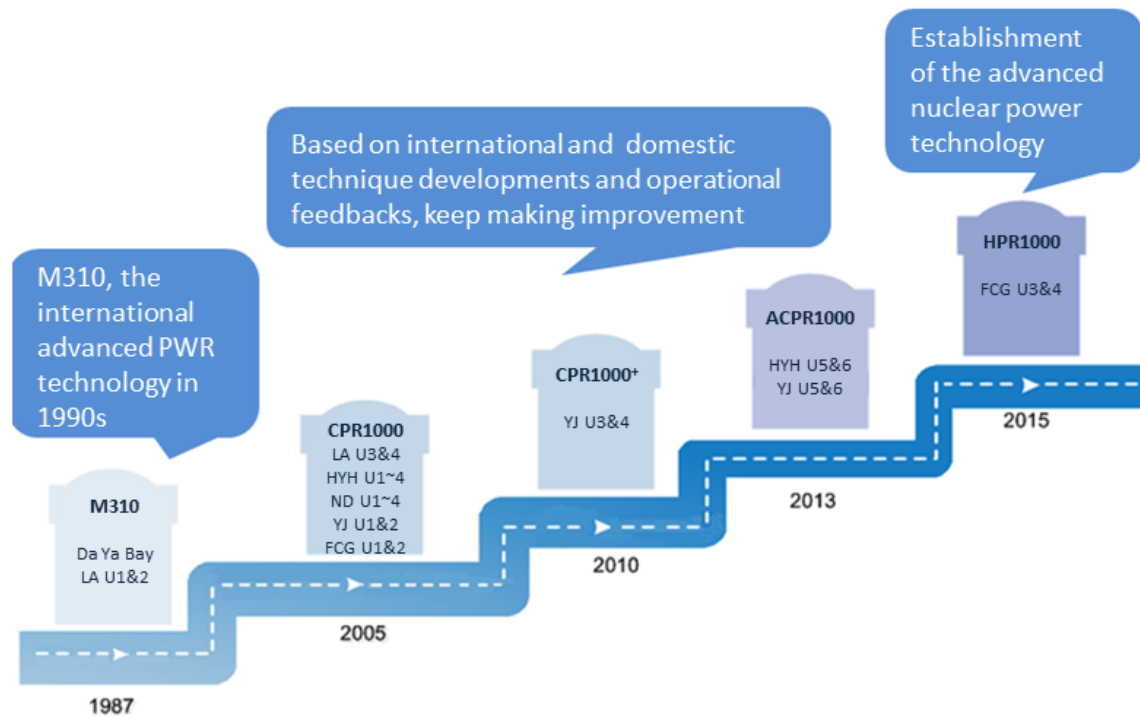 Establishment
of the advanced
nuclear power
technology
Based on international and domestic
technique developments and operational
feedbacks, keep making improvement
M310, the
international
advanced PWR
technology in
1990s
HPR1000
FCG U3&4
ACPR1000
HYH U5&6
YJ U5&6
CPR1000⁺
YJ U3&4
CPR1000
LA U3&4
HYH U1~4
ND U1~4
YJ U1&2
FCG U1&2
M310
Da Ya Bay
LA U1&2
2015
2013
2010
2005
1987